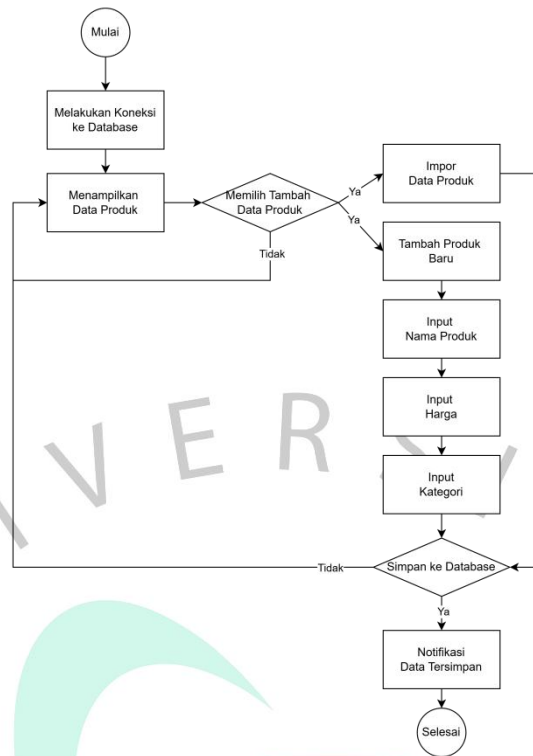 Mulai
Melakukan Koneksi
ke Database
Menampilkan
Data Produk
Memilih Tambah
Data Produk
Ya
Ya
Tidak
Impor
Data Produk
Tambah Produk
Baru
Input
Nama Produk
Input
Harga
Input
Kategori
Simpan ke Database
Tidak
Ya
Notifikasi
Data Tersimpan
Selesai
IVERS